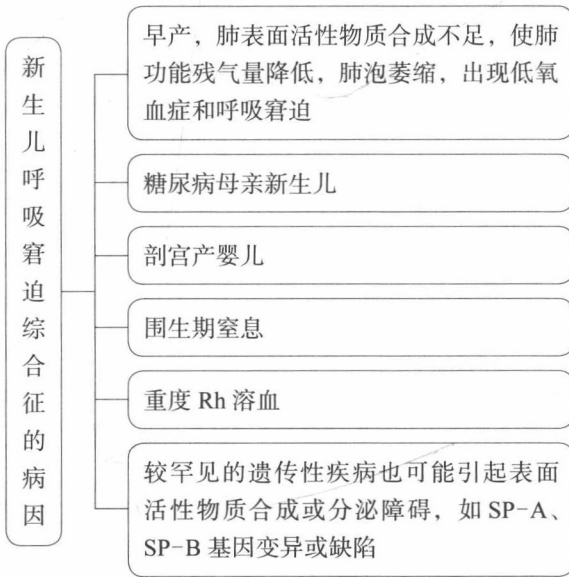 新生儿呼吸窘迫综合征的病因
早产，肺表面活性物质合成不足，使肺
功能残气量降低，肺泡萎缩，出现低氧
血症和呼吸窘迫
糖尿病母亲新生儿
剖宫产婴儿
围生期窒息
重度 Rh 溶血
较罕见的遗传性疾病也可能引起表面
活性物质合成或分泌障碍，如 SP-A、
SP-B 基因变异或缺陷